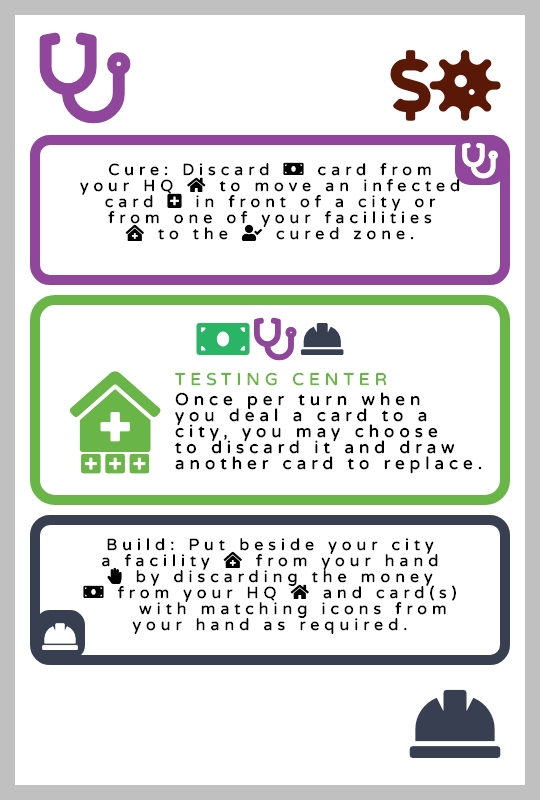 $
Cure: Discard card from
your HQ to move an infected
card in front of a city or
from one of your facilities
to the cured zone.
TESTING CENTER
Once per turn when
you deal a card to a
city, you may choose
to discard it and draw
another card to replace.
Build: Put beside your city
a facility from your hand
by discarding the money
from your HQ and card(s)
with matching icons from
your hand as required.